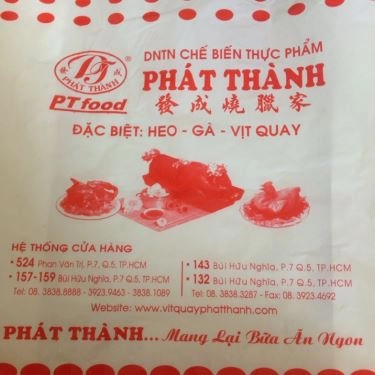 DNTN CHẾ BIẾN THỰC PHẨM
PHÁT THÀNH
PHÁT THÀNH ®
PT food
發成燒臘家
ĐẶC BIỆT: HEO - GÀ - VỊT QUAY
HỆ THỐNG CỬA HÀNG
• 524 Phan Văn Trị, P.7, Q.5, TP.HCM
• 157-159 Bùi Hữu Nghĩa, P.7 Q.5, TP.HCM
Tel: 08. 3838.8888 - 3923.9463 - 3838.1089
• 143 Bùi Hữu Nghĩa, P.7 Q.5, TP.HCM
• 132 Bùi Hữu Nghĩa, P.7 Q.5, TP.HCM
Tel: 08. 3838.3287 - Fax: 08. 3923.4692
Website: www.vitquayphatthanh.com
PHÁT THÀNH... Mang Lại Bữa Ăn Ngon